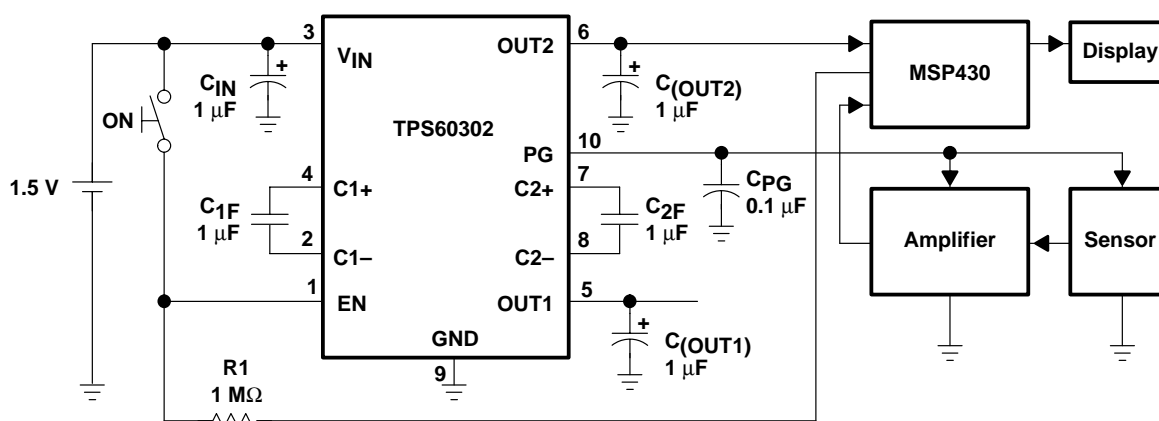 3
VIN
OUT2
6
MSP430
Display
CIN
1 μF
+
+
C(OUT2)
1 μF
ON
TPS60302
PG
10
1.5 V
4
C1+
C2+
7
CPG
0.1 μF
C1F
1 μF
C2F
1 μF
Amplifier
Sensor
2
C1–
C2–
8
1
EN
OUT1
5
GND
9
+
C(OUT1)
1 μF
R1
1 MΩ